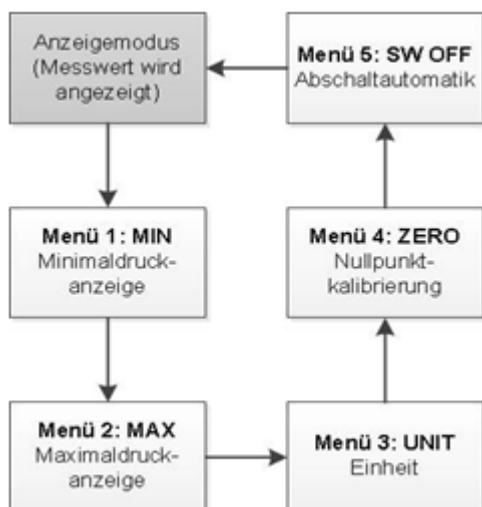 Anzeigemodus
(Messwert wird
angezeigt)
Menü 1: MIN
Minimaldruck-
anzeige
Menü 2: MAX
Maximaldruck-
anzeige
Menü 3: UNIT
Einheit
Menü 4: ZERO
Nullpunkt-
kalibrierung
Menü 5: SW OFF
Abschaltautomatik